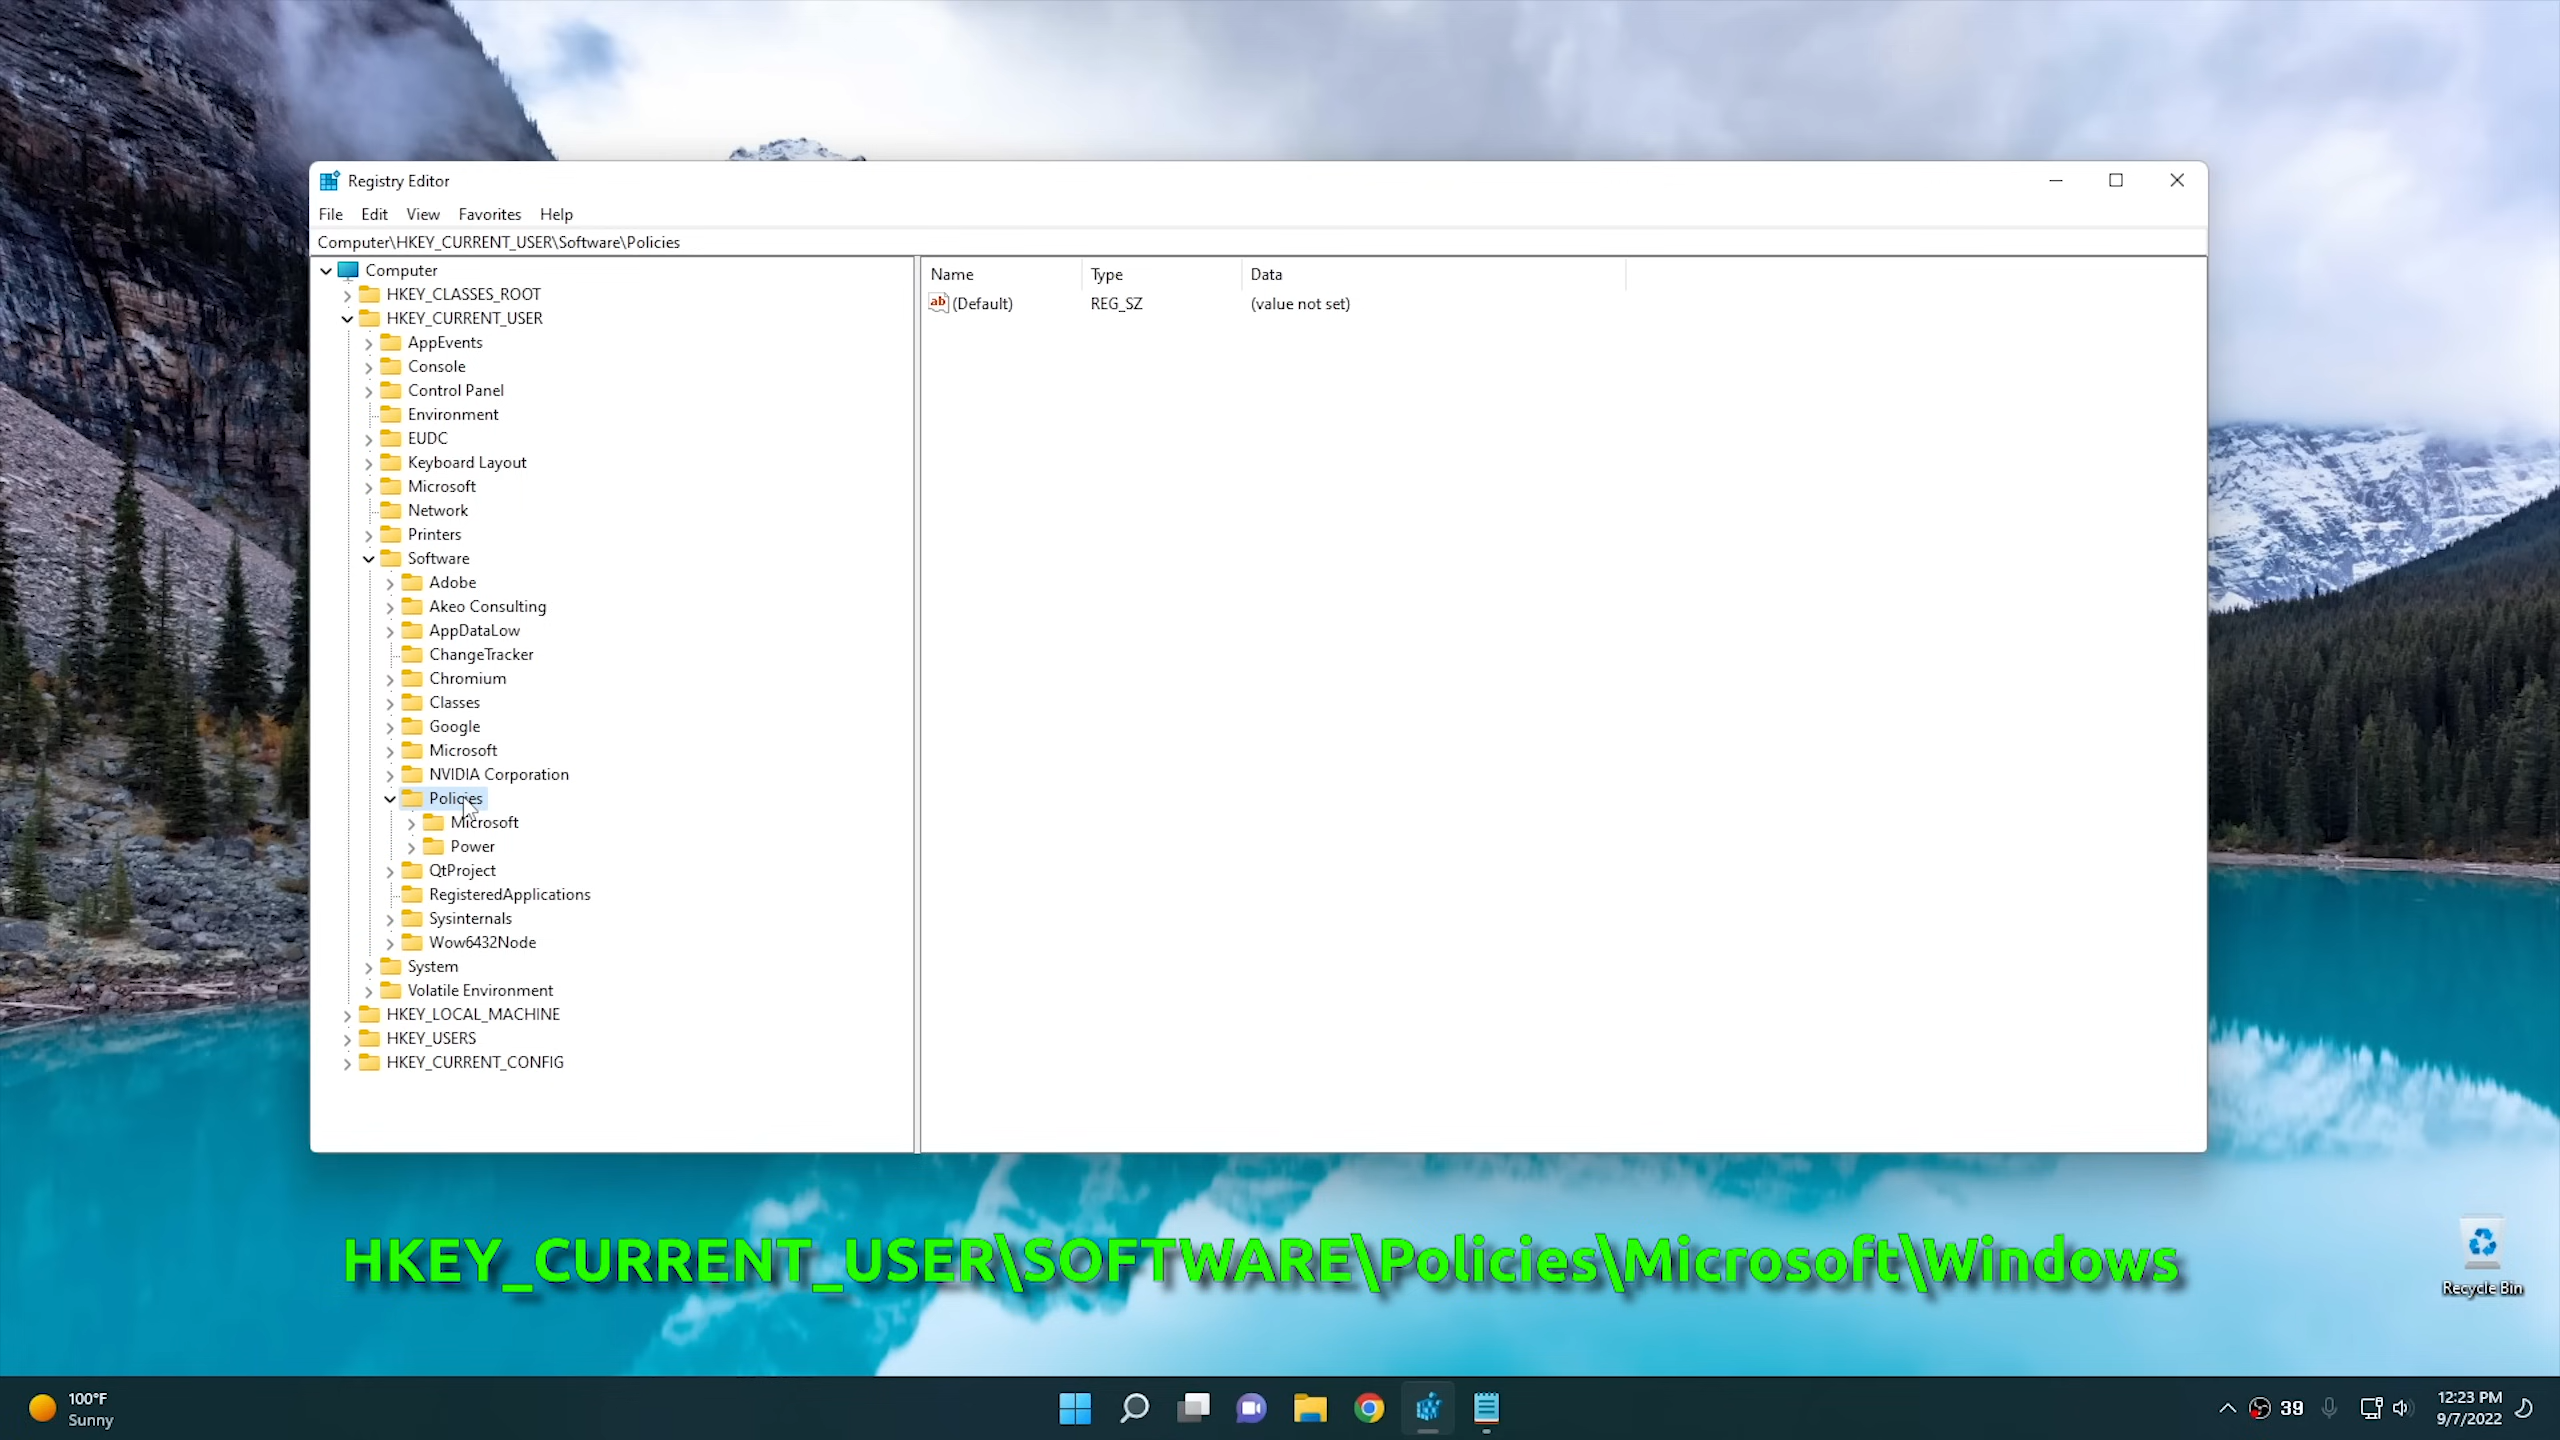 Registry Editor
File Edit View Favorites Help
Computer\HKEY_CURRENT_USER\Software\Policies
Computer
HKEY_CLASSES_ROOT
HKEY_CURRENT_USER
AppEvents
Console
Control Panel
Environment
EUDC
Keyboard Layout
Microsoft
Network
Printers
Software
Adobe
Akeo Consulting
AppDataLow
ChangeTracker
Chromium
Classes
Google
Microsoft
NVIDIA Corporation
Policies
Microsoft
Power
QtProject
RegisteredApplications
Sysinternals
Wow6432Node
System
Volatile Environment
HKEY_LOCAL_MACHINE
HKEY_USERS
HKEY_CURRENT_CONFIG
Name Type Data
ab (Default) REG_SZ (value not set)
HKEY_CURRENT_USER\SOFTWARE\Policies\Microsoft\Windows
Recycle Bin
100°F
Sunny
39
12:23 PM
9/7/2022